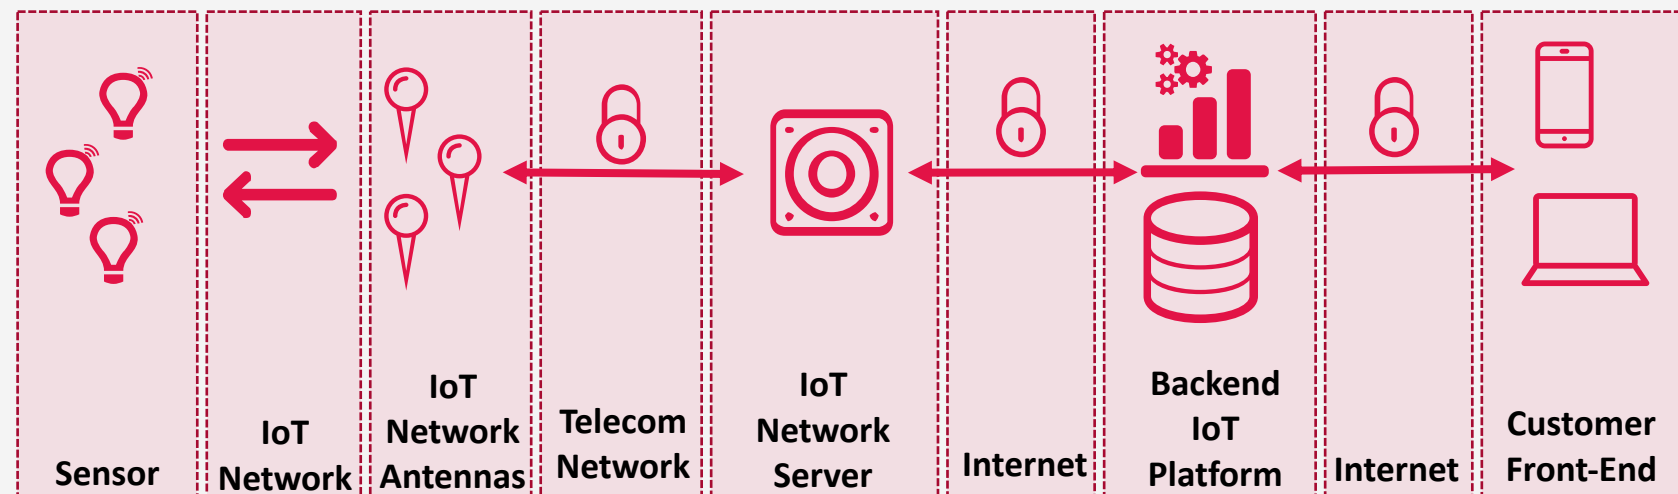 Sensor
IoT
Network
IoT
Network
Antennas
Telecom
Network
IoT
Network
Server
Internet
Backend
IoT
Platform
Internet
Customer
Front-End